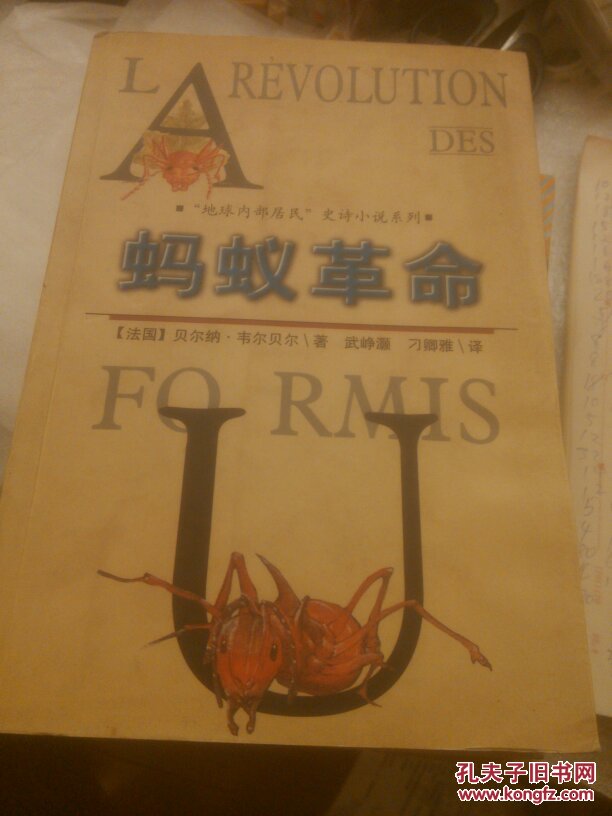 LA RÉVOLUTION
DES
"地球内部居民"史诗小说系列
蚂蚁革命
【法国】贝尔纳·韦尔贝尔\著 武峥灏 刁卿雅\译
FOURMIS
孔夫子旧书网
WWW.KONGFZ.COM